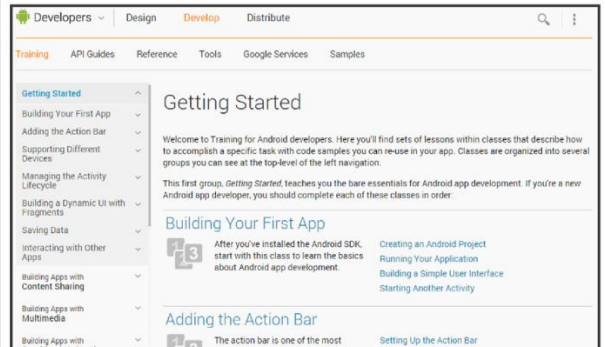 Developers Design Develop Distribute
Training API Guides Reference Tools Google Services Samples
Getting Started
Building Your First App
Adding the Action Bar
Supporting Different
Devices
Managing the Activity
Lifecycle
Building a Dynamic UI with
Fragments
Saving Data
Interacting with Other
Apps
Building Apps with
Content Sharing
Building Apps with
Multimedia
Building Apps with
Getting Started
Welcome to Training for Android developers. Here you'll find sets of lessons within classes that describe how
to accomplish a specific task with code samples you can re-use in your app. Classes are organized into several
groups you can see at the top-level of the left navigation.
This first group, Getting Started, teaches you the bare essentials for Android app development. If you're a new
Android app developer, you should complete each of these classes in order:
Building Your First App
123
After you've installed the Android SDK,
start with this class to learn the basics
about Android app development.
Creating an Android Project
Running Your Application
Building a Simple User Interface
Starting Another Activity
Adding the Action Bar
The action bar is one of the most
Setting Up the Action Bar